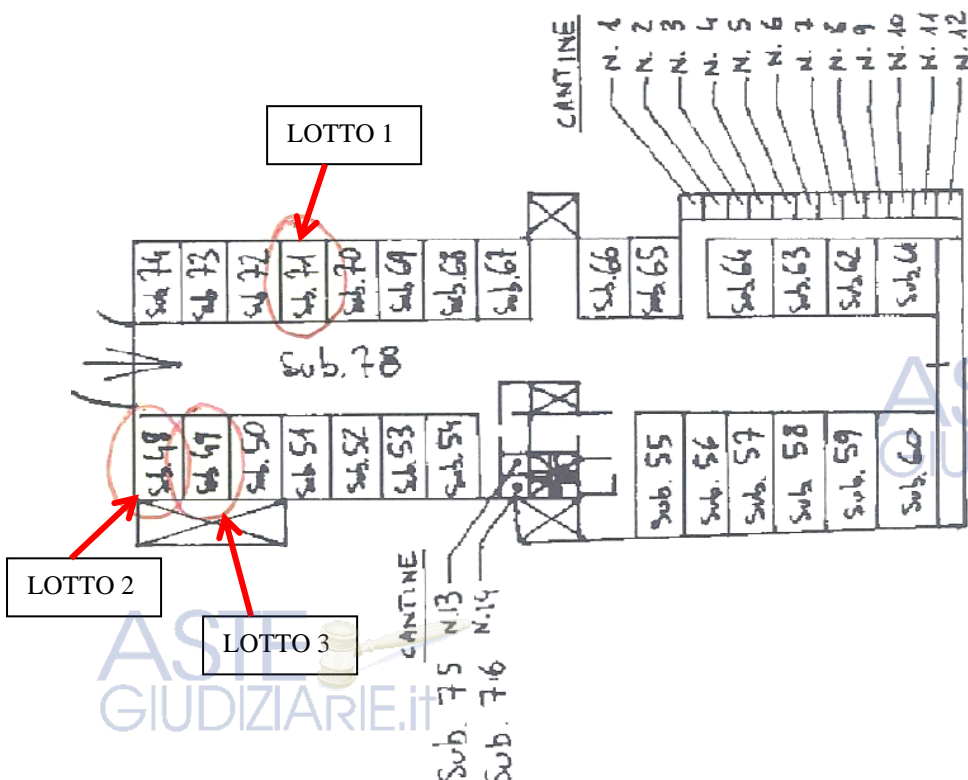 CANTINE
N. 1
N. 2
N. 3
N. 4
N. 5
N. 6
N. 7
N. 8
N. 9
N. 10
N. 11
N. 12
LOTTO 1
Sub. 74
Sub 73
Sub 72
Sub. 71
Sub. 70
Sub. 69
Sub. 68
Sub. 67
Sub. 66
Sub. 65
Sub. 64
Sub. 63
Sub. 62
Sub. 61
Sub. 78
Sub. 48
Sub. 49
Sub. 50
Sub. 51
Sub. 52
Sub. 53
Sub. 54
Sub. 55
Sub. 56
Sub. 57
Sub 58
Sub. 59
Sub. 60
LOTTO 2
LOTTO 3
CANTINE
Sub. 75 N.13
Sub. 76 N.14
ASTE
GIUDIZIARIE.it
AS
GIU